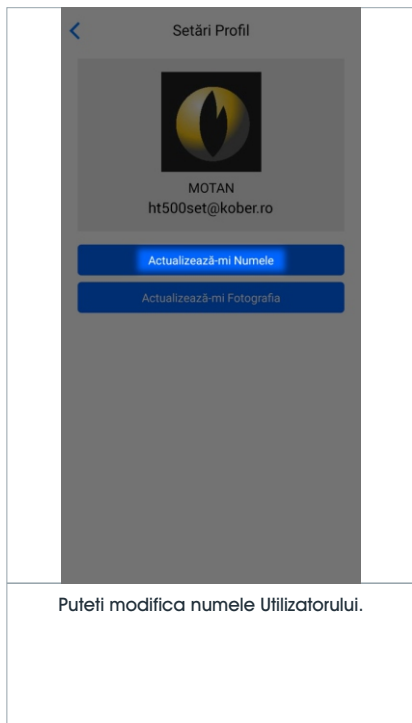 Setări Profil
MOTAN
ht500set@kober.ro
Actualizează-mi Numele
Actualizează-mi Fotografia
Puteti modifica numele Utilizatorului.